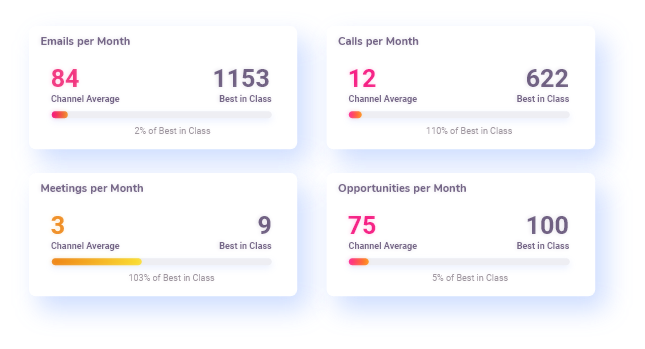 Emails per Month
84 1153
Channel Average Best in Class
2% of Best in Class
Calls per Month
12 622
Channel Average Best in Class
110% of Best in Class
Meetings per Month
3 9
Channel Average Best in Class
103% of Best in Class
Opportunities per Month
75 100
Channel Average Best in Class
5% of Best in Class